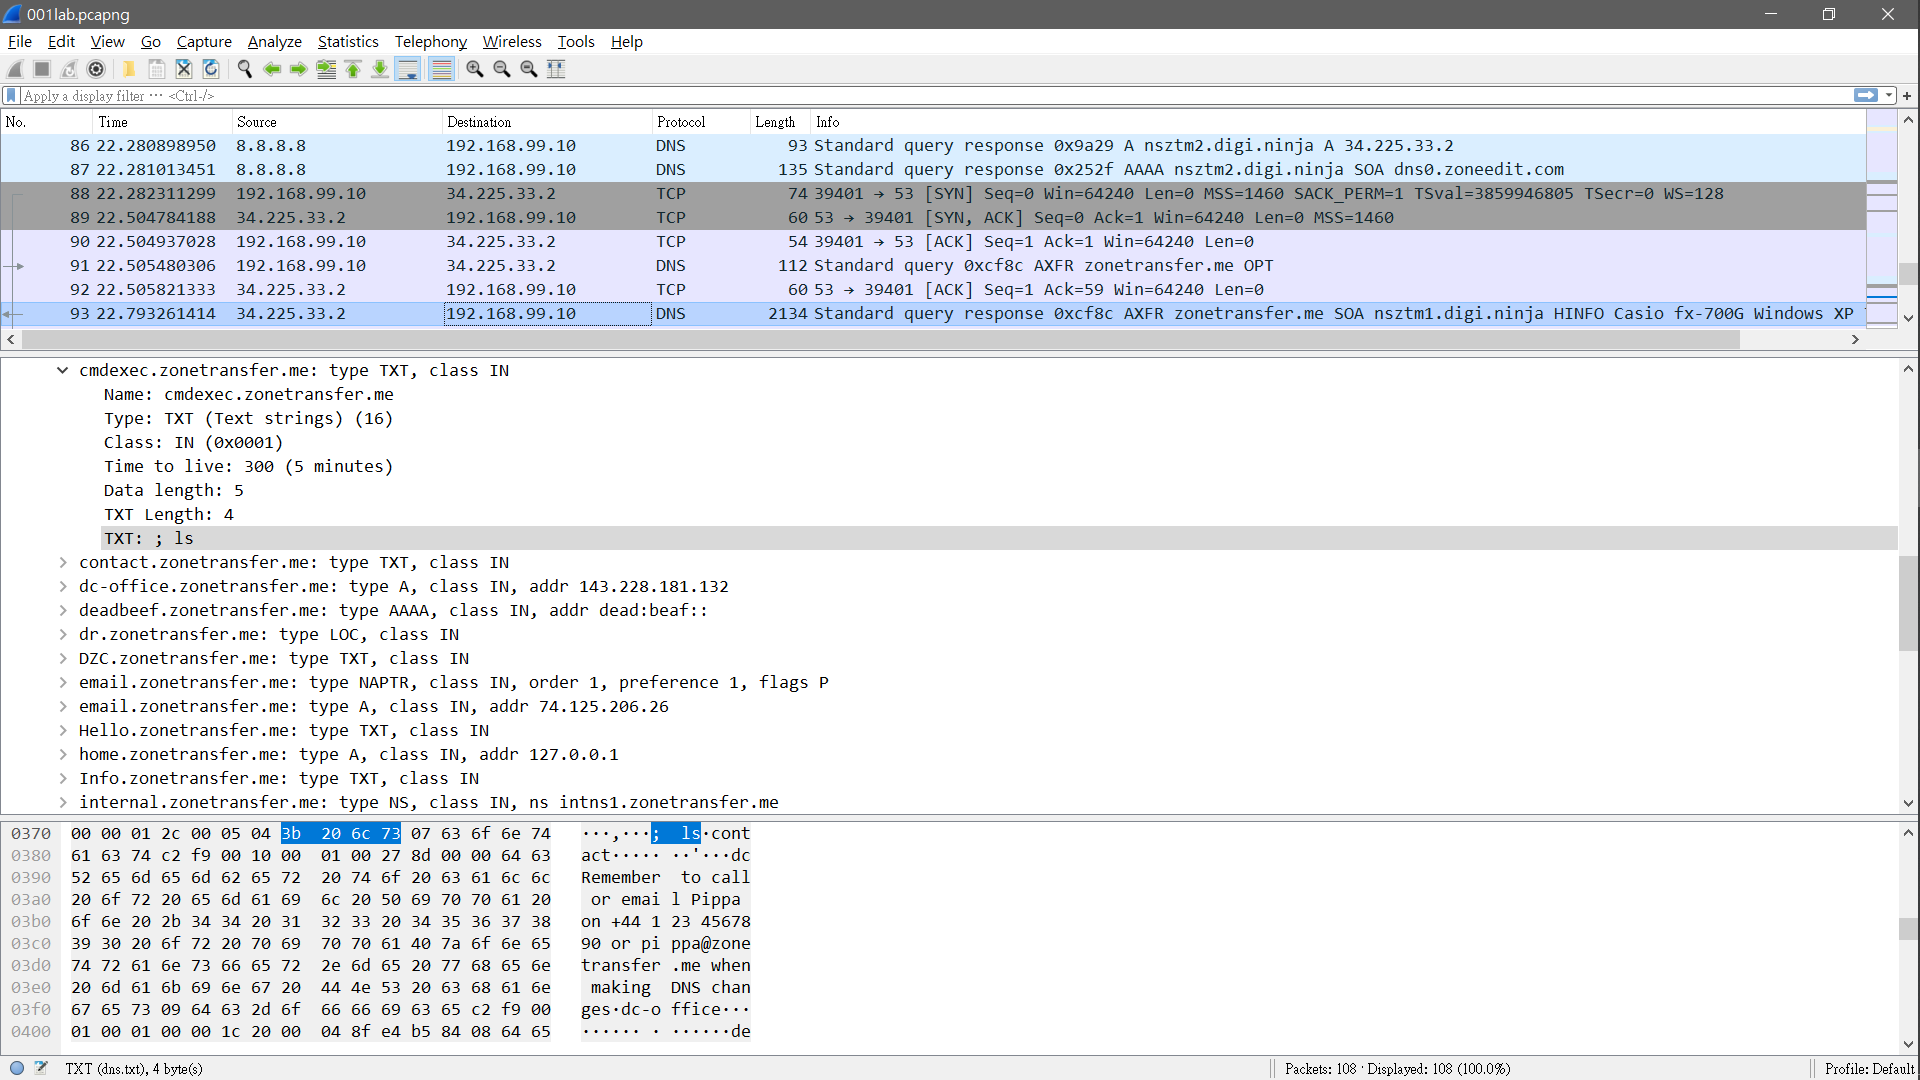 001lab.pcapng
File Edit View Go Capture Analyze Statistics Telephony Wireless Tools Help
Apply a display filter ··· <Ctrl-/>
No. Time Source Destination Protocol Length Info
86 22.280898950 8.8.8.8 192.168.99.10 DNS 93 Standard query response 0x9a29 A nsztm2.digi.ninja A 34.225.33.2
87 22.281013451 8.8.8.8 192.168.99.10 DNS 135 Standard query response 0x252f AAAA nsztm2.digi.ninja SOA dns0.zoneedit.com
88 22.282311299 192.168.99.10 34.225.33.2 TCP 74 39401 → 53 [SYN] Seq=0 Win=64240 Len=0 MSS=1460 SACK_PERM=1 TSval=3859946805 TSecr=0 WS=128
89 22.504784188 34.225.33.2 192.168.99.10 TCP 60 53 → 39401 [SYN, ACK] Seq=0 Ack=1 Win=64240 Len=0 MSS=1460
90 22.504937028 192.168.99.10 34.225.33.2 TCP 54 39401 → 53 [ACK] Seq=1 Ack=1 Win=64240 Len=0
91 22.505480306 192.168.99.10 34.225.33.2 DNS 112 Standard query 0xcf8c AXFR zonetransfer.me OPT
92 22.505821333 34.225.33.2 192.168.99.10 TCP 60 53 → 39401 [ACK] Seq=1 Ack=59 Win=64240 Len=0
93 22.793261414 34.225.33.2 192.168.99.10 DNS 2134 Standard query response 0xcf8c AXFR zonetransfer.me SOA nsztm1.digi.ninja HINFO Casio fx-700G Windows XP
cmdexec.zonetransfer.me: type TXT, class IN
Name: cmdexec.zonetransfer.me
Type: TXT (Text strings) (16)
Class: IN (0x0001)
Time to live: 300 (5 minutes)
Data length: 5
TXT Length: 4
TXT: ; ls
contact.zonetransfer.me: type TXT, class IN
dc-office.zonetransfer.me: type A, class IN, addr 143.228.181.132
deadbeef.zonetransfer.me: type AAAA, class IN, addr dead:beaf::
dr.zonetransfer.me: type LOC, class IN
DZC.zonetransfer.me: type TXT, class IN
email.zonetransfer.me: type NAPTR, class IN, order 1, preference 1, flags P
email.zonetransfer.me: type A, class IN, addr 74.125.206.26
Hello.zonetransfer.me: type TXT, class IN
home.zonetransfer.me: type A, class IN, addr 127.0.0.1
Info.zonetransfer.me: type TXT, class IN
internal.zonetransfer.me: type NS, class IN, ns intns1.zonetransfer.me
0370 00 00 01 2c 00 05 04 3b 20 6c 73 07 63 6f 6e 74 ···,···; ls·cont
0380 61 63 74 c2 f9 00 10 00 01 00 27 8d 00 00 64 63 act····· ··'···dc
0390 52 65 6d 65 6d 62 65 72 20 74 6f 20 63 61 6c 6c Remember to call
03a0 20 6f 72 20 65 6d 61 69 6c 20 50 69 70 70 61 20 or emai l Pippa
03b0 6f 6e 20 2b 34 34 20 31 32 33 20 34 35 36 37 38 on +44 1 23 45678
03c0 39 30 20 6f 72 20 70 69 70 70 61 40 7a 6f 6e 65 90 or pi ppa@zone
03d0 74 72 61 6e 73 66 65 72 2e 6d 65 20 77 68 65 6e transfer .me when
03e0 20 6d 61 6b 69 6e 67 20 44 4e 53 20 63 68 61 6e making DNS chan
03f0 67 65 73 09 64 63 2d 6f 66 66 69 63 65 c2 f9 00 ges·dc-o ffice···
0400 01 00 01 00 00 1c 20 00 04 8f e4 b5 84 08 64 65 ······ · ······de
TXT (dns.txt), 4 byte(s) Packets: 108 · Displayed: 108 (100.0%) Profile: Default